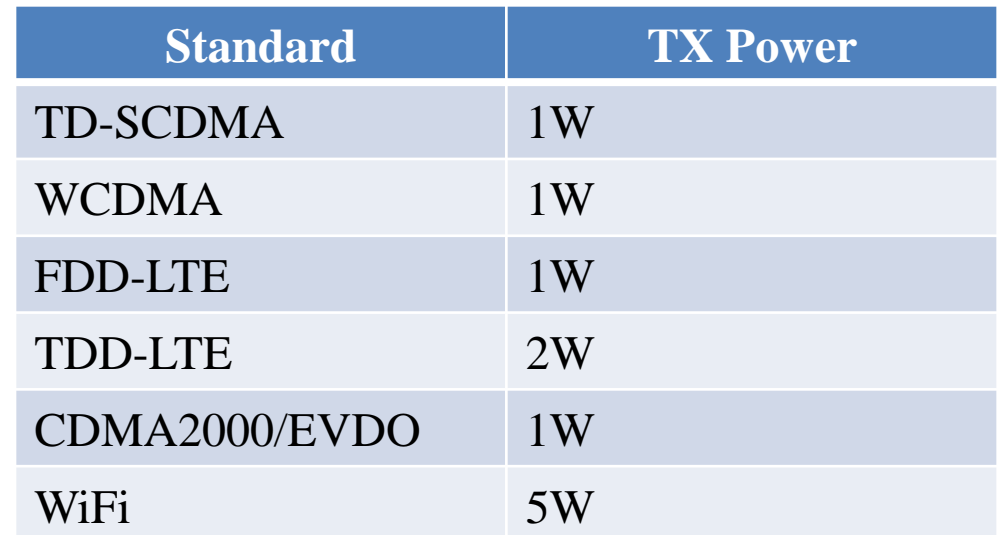 Standard TX Power
TD-SCDMA 1W
WCDMA 1W
FDD-LTE 1W
TDD-LTE 2W
CDMA2000/EVDO 1W
WiFi 5W